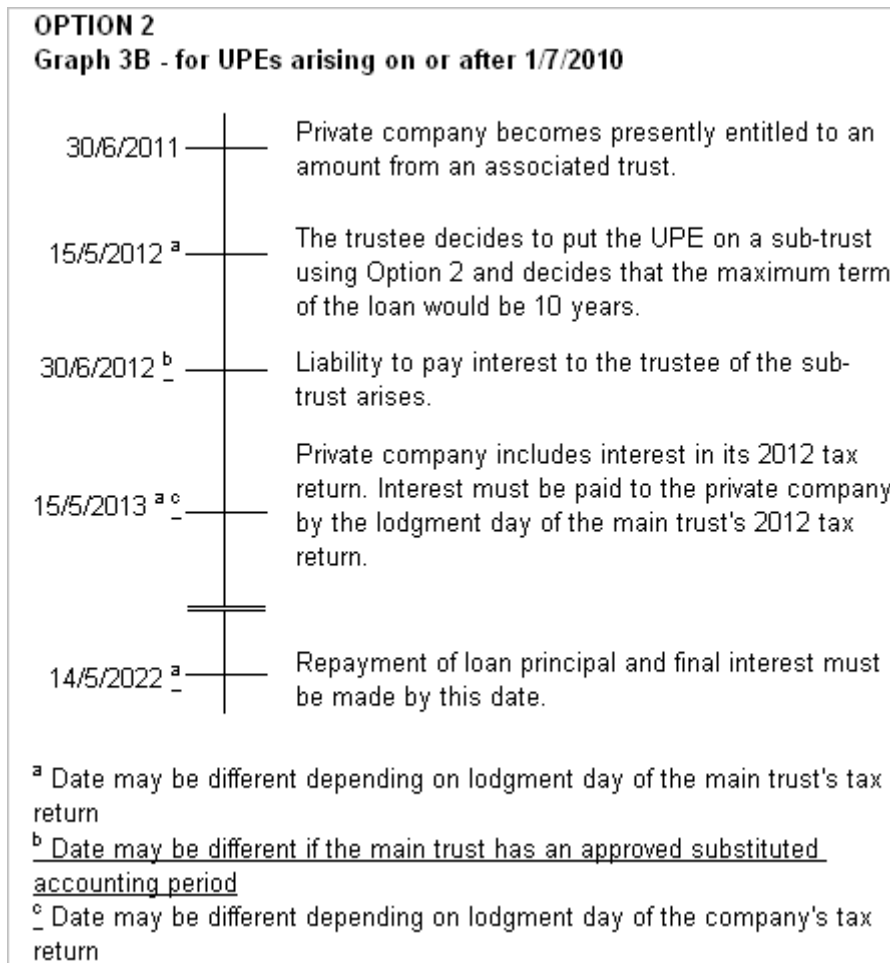 OPTION 2
Graph 3B - for UPEs arising on or after 1/7/2010
30/6/2011
Private company becomes presently entitled to an
amount from an associated trust.
15/5/2012 a
The trustee decides to put the UPE on a sub-trust
using Option 2 and decides that the maximum term
of the loan would be 10 years.
30/6/2012 b
Liability to pay interest to the trustee of the sub-
trust arises.
15/5/2013 a c
Private company includes interest in its 2012 tax
return. Interest must be paid to the private company
by the lodgment day of the main trust's 2012 tax
return.
14/5/2022 a
Repayment of loan principal and final interest must
be made by this date.
a Date may be different depending on lodgment day of the main trust's tax
return
b Date may be different if the main trust has an approved substituted
accounting period
c Date may be different depending on lodgment day of the company's tax
return